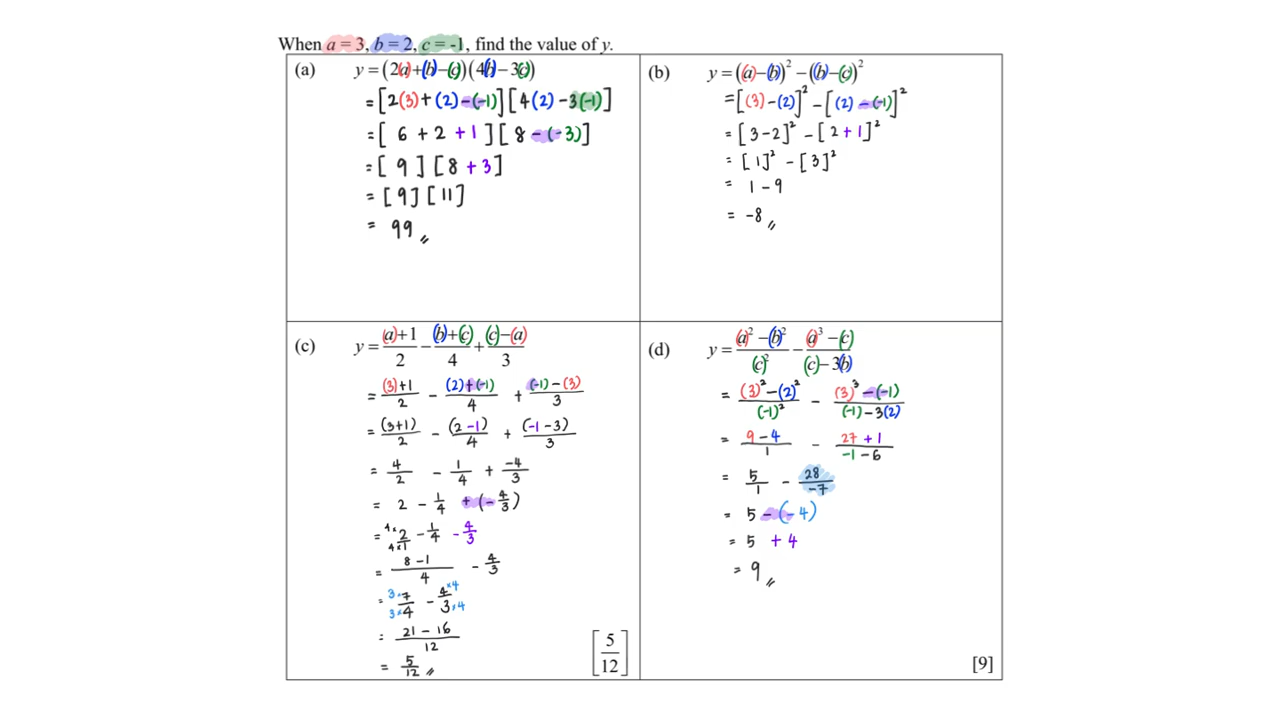 When a = 3, b = 2, c = -1, find the value of y.
(a) y = (2a + b − c)(4b − 3c)
= [2(3) + (2) − (−1)][4(2) − 3(−1)]
= [6 + 2 + 1][8 − (−3)]
= [9][8 + 3]
= [9][11]
= 99
(b) y = (a − b)² − (b − c)²
= [(3) − (2)]² − [(2) − (−1)]²
= [3 − 2]² − [2 + 1]²
= [1]² − [3]²
= 1 − 9
= −8
(c) y = (a)+1/2 − (b)+(c)/4 + (c)−(a)/3
= (3)+1/2 − (2)+(−1)/4 + (−1)−(3)/3
= (3+1)/2 − (2−1)/4 + (−1−3)/3
= 4/2 − 1/4 + −4/3
= 2 − 1/4 + (−4/3)
= 4×2/4×1 − 1/4 − 4/3
= 8−1/4 − 4/3
= 3×7/3×4 − 4×4/3×4
= 21−16/12
= 5/12
[5/12]
(d) y = (a)²−(b)²/(c)² − (a)³−(c)/(c)−3(b)
= (3)²−(2)²/(−1)² − (3)³−(−1)/(−1)−3(2)
= 9−4/1 − 27+1/−1−6
= 5/1 − 28/−7
= 5 − (−4)
= 5 + 4
= 9
[9]